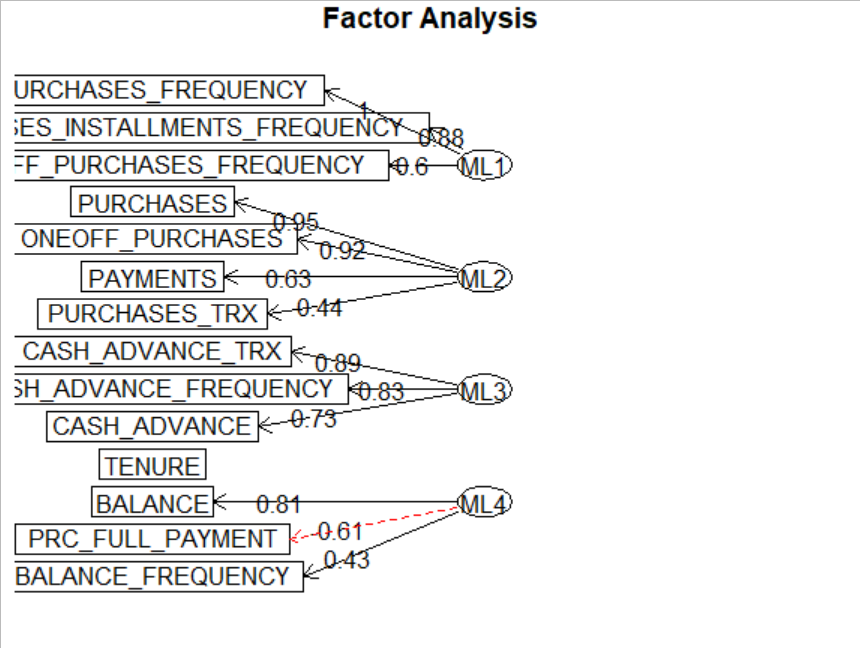 Factor Analysis
URCHASES_FREQUENCY
1
SES_INSTALLMENTS_FREQUENCY
0.88
FF_PURCHASES_FREQUENCY
0.6
ML1
PURCHASES
0.95
ONEOFF_PURCHASES
0.92
PAYMENTS
0.63
ML2
PURCHASES_TRX
0.44
CASH_ADVANCE_TRX
0.89
SH_ADVANCE_FREQUENCY
0.83
ML3
CASH_ADVANCE
0.73
TENURE
BALANCE
0.81
ML4
PRC_FULL_PAYMENT
0.61
BALANCE_FREQUENCY
0.43